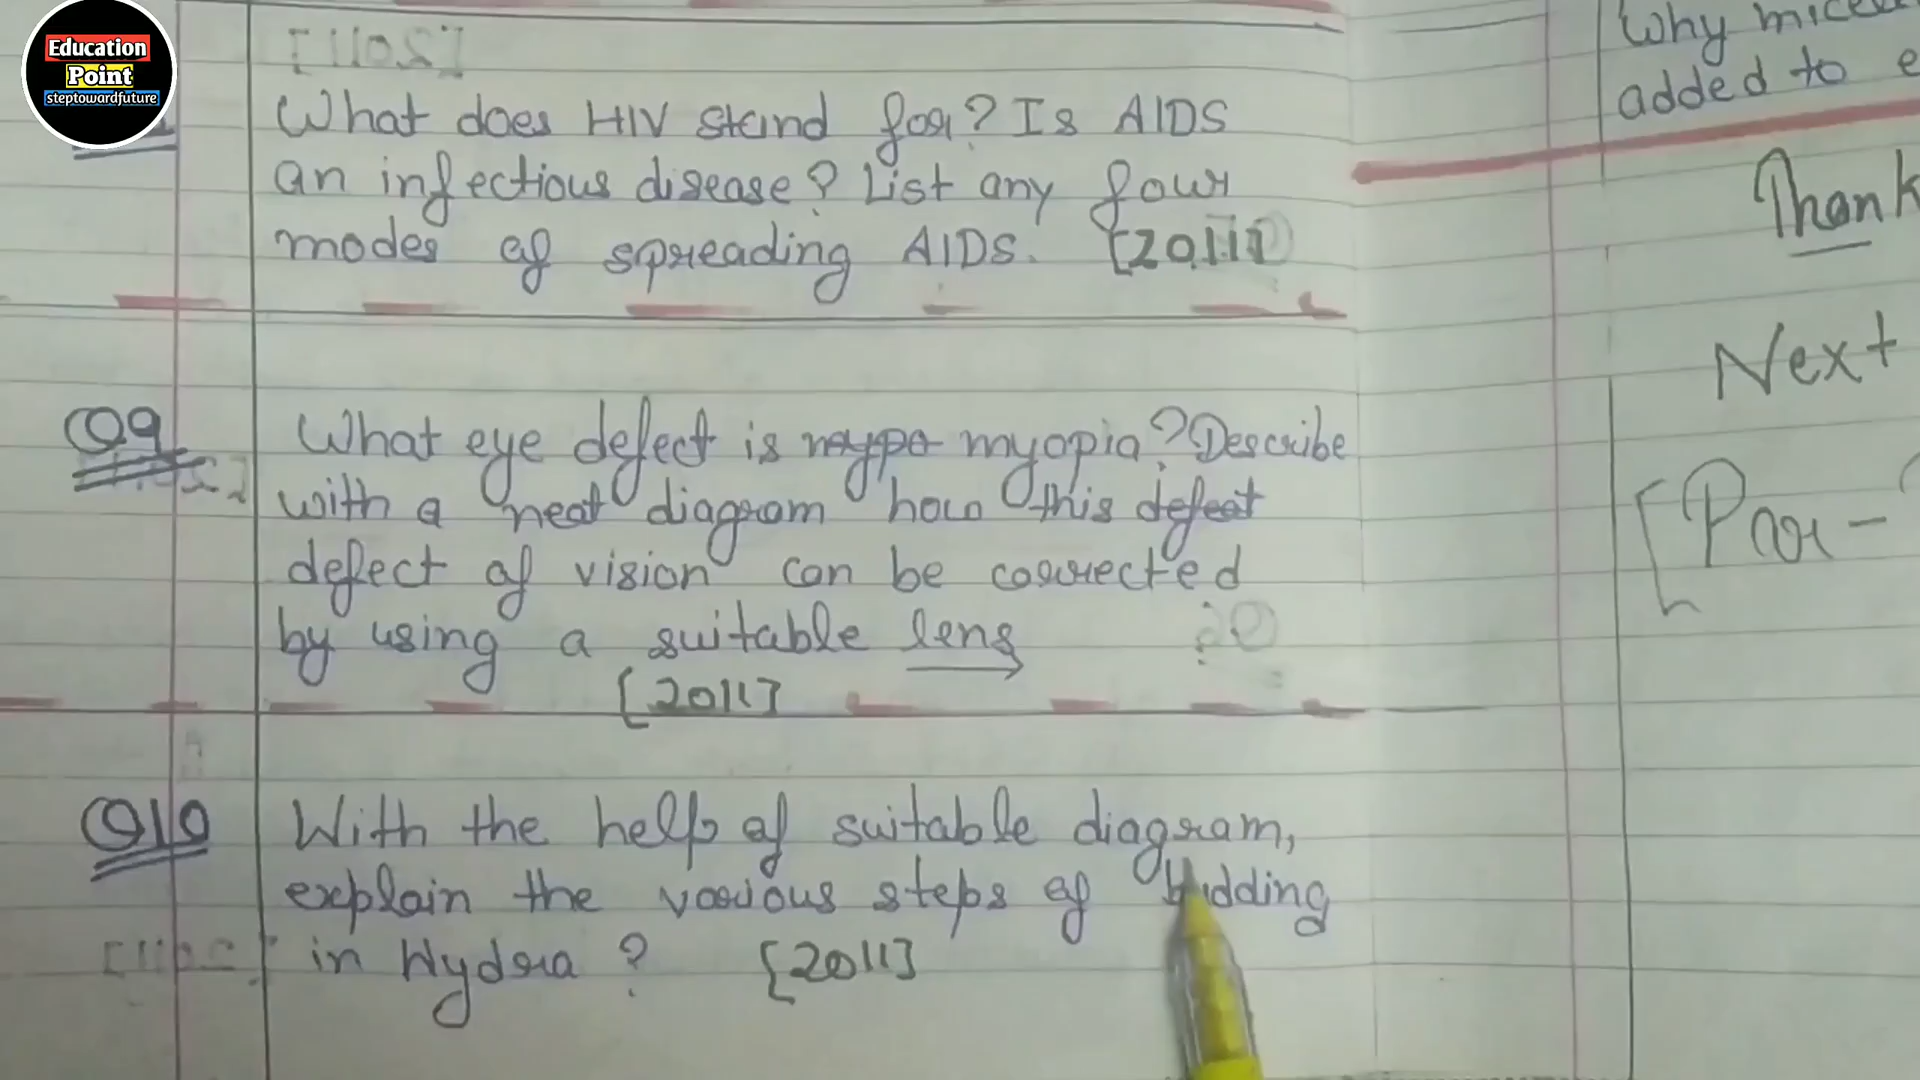 Education
Point
steptowardfuture
What does HIV stand for? Is AIDS
an infectious disease? List any four
modes of spreading AIDS. [2011]
Q9
What eye defect is mypo myopia? Describe
with a neat diagram how this defeat
defect of vision can be corrected
by using a suitable lens
[2011]
Q10
With the help of suitable diagram,
explain the various steps of budding
in Hydra? [2011]
Why
added to
Thank
Next